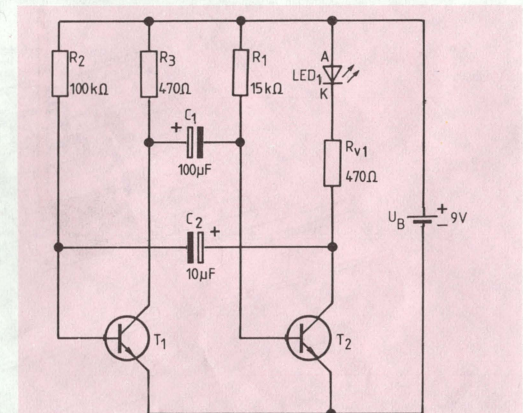 R2
100kΩ
R3
470Ω
R1
15kΩ
A
LED1
K
C1
+
100µF
Rv1
470Ω
UB
+
−
9V
C2
+
10µF
T1
T2